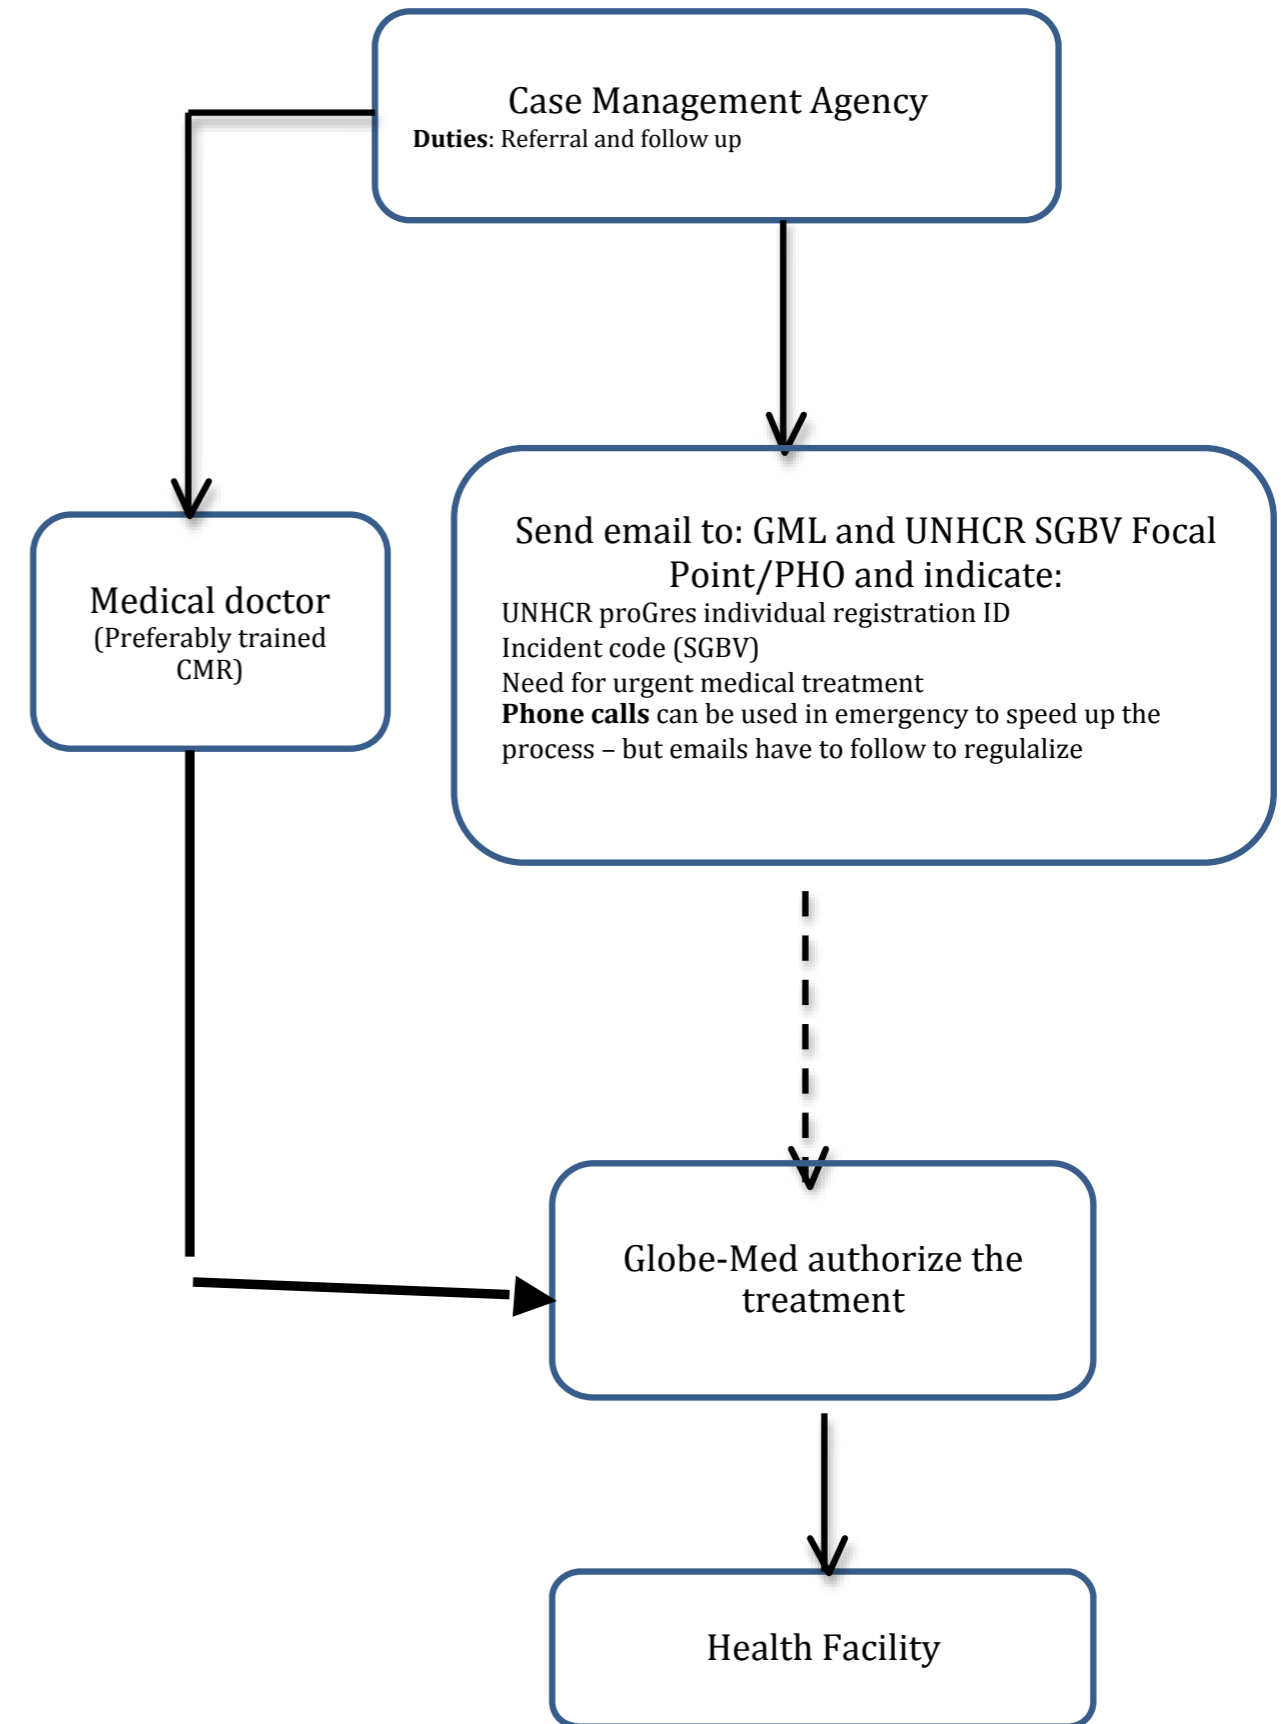 Case Management Agency
Duties: Referral and follow up
Send email to: GML and UNHCR SGBV Focal
Point/PHO and indicate:
UNHCR proGres individual registration ID
Incident code (SGBV)
Need for urgent medical treatment
Phone calls can be used in emergency to speed up the
process – but emails have to follow to regulalize
Medical doctor
(Preferably trained
CMR)
Globe-Med authorize the
treatment
Health Facility